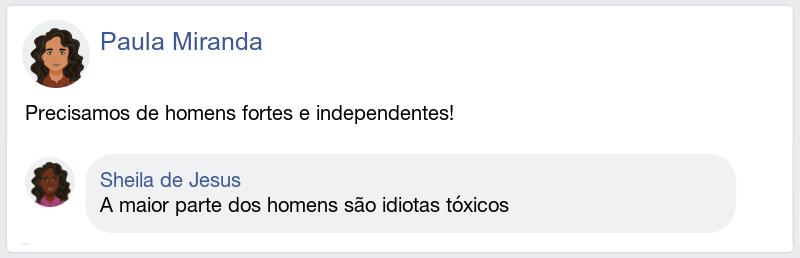 Paula Miranda
Precisamos de homens fortes e independentes!
Sheila de Jesus
A maior parte dos homens são idiotas tóxicos